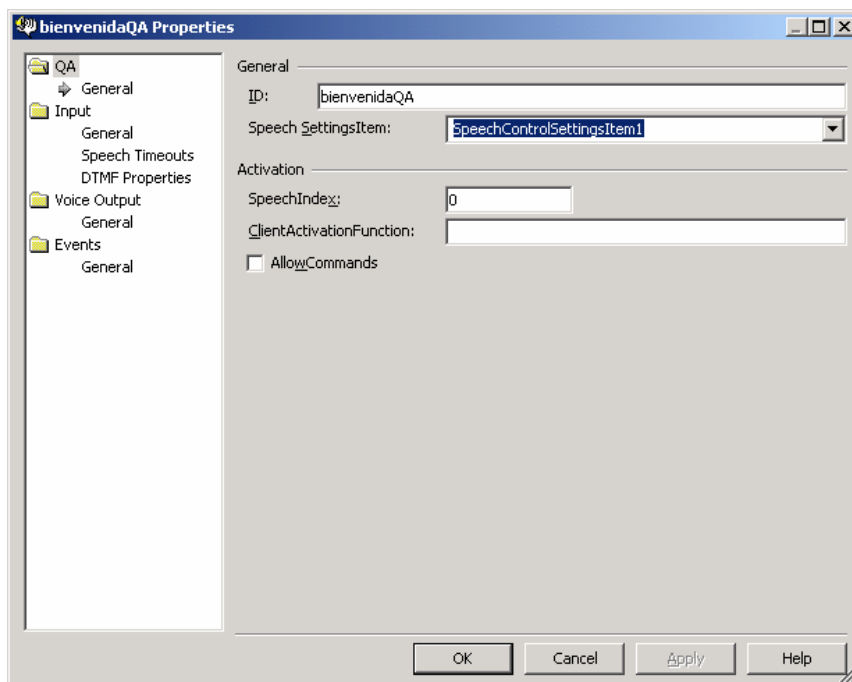 bienvenidaQA Properties
QA
General
Input
General
Speech Timeouts
DTMF Properties
Voice Output
General
Events
General
General
ID:
bienvenidaQA
Speech SettingsItem:
SpeechControlSettingsItem1
Activation
SpeechIndex:
0
ClientActivationFunction:
AllowCommands
OK
Cancel
Apply
Help